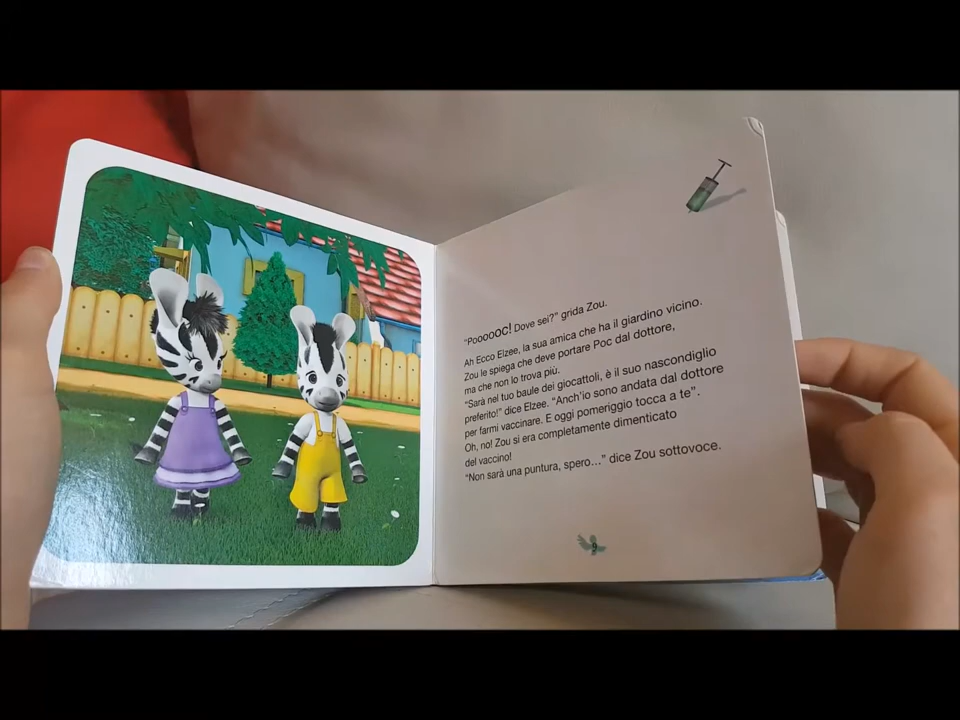 "PoooooC! Dove sei?" grida Zou.
Ah Ecco Elzee, la sua amica che ha il giardino vicino.
Zou le spiega che deve portare Poc dal dottore,
ma che non lo trova più.
"Sarà nel tuo baule dei giocattoli, è il suo nascondiglio
preferito!" dice Elzee. "Anch'io sono andata dal dottore
per farmi vaccinare. E oggi pomeriggio tocca a te".
Oh, no! Zou si era completamente dimenticato
del vaccino!
"Non sarà una puntura, spero..." dice Zou sottovoce.
9